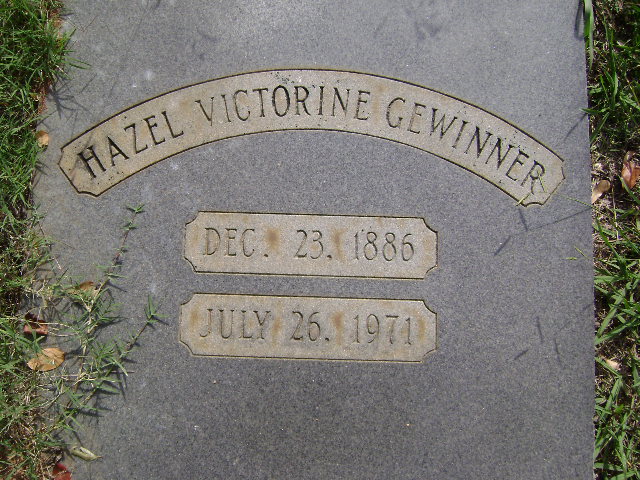 HAZEL VICTORINE GEWINNER
DEC. 23. 1886
JULY 26. 1971